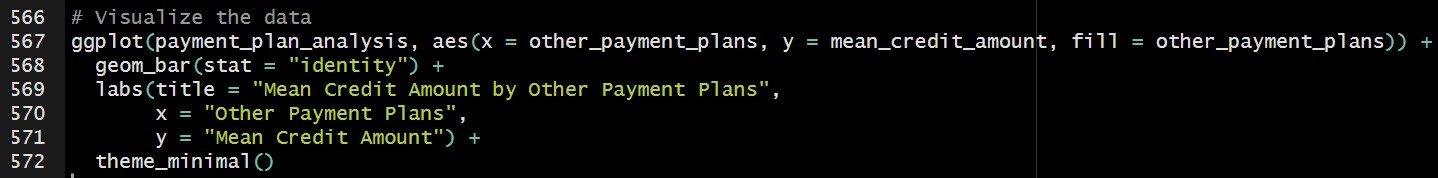 566 # Visualize the data
567 ggplot(payment_plan_analysis, aes(x = other_payment_plans, y = mean_credit_amount, fill = other_payment_plans)) +
568   geom_bar(stat = "identity") +
569   labs(title = "Mean Credit Amount by Other Payment Plans",
570        x = "Other Payment Plans",
571        y = "Mean Credit Amount") +
572   theme_minimal()